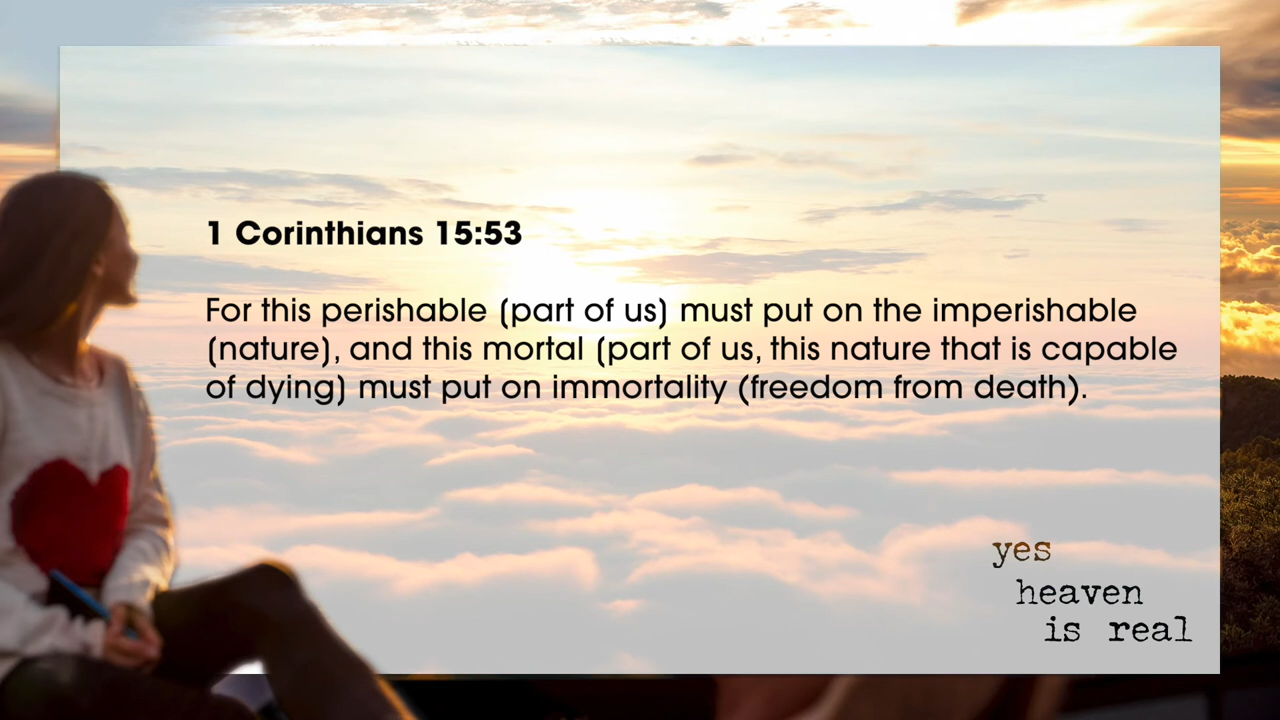 1 Corinthians 15:53
For this perishable (part of us) must put on the imperishable
(nature), and this mortal (part of us, this nature that is capable
of dying) must put on immortality (freedom from death).
yes
heaven
is real